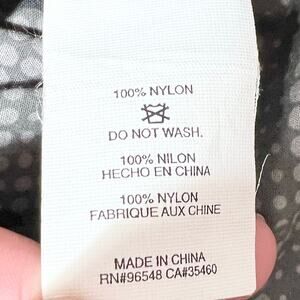 100% NYLON
DO NOT WASH.
100% NILON
HECHO EN CHINA
100% NYLON
FABRIQUE AUX CHINE
MADE IN CHINA
RN#96548 CA#35460